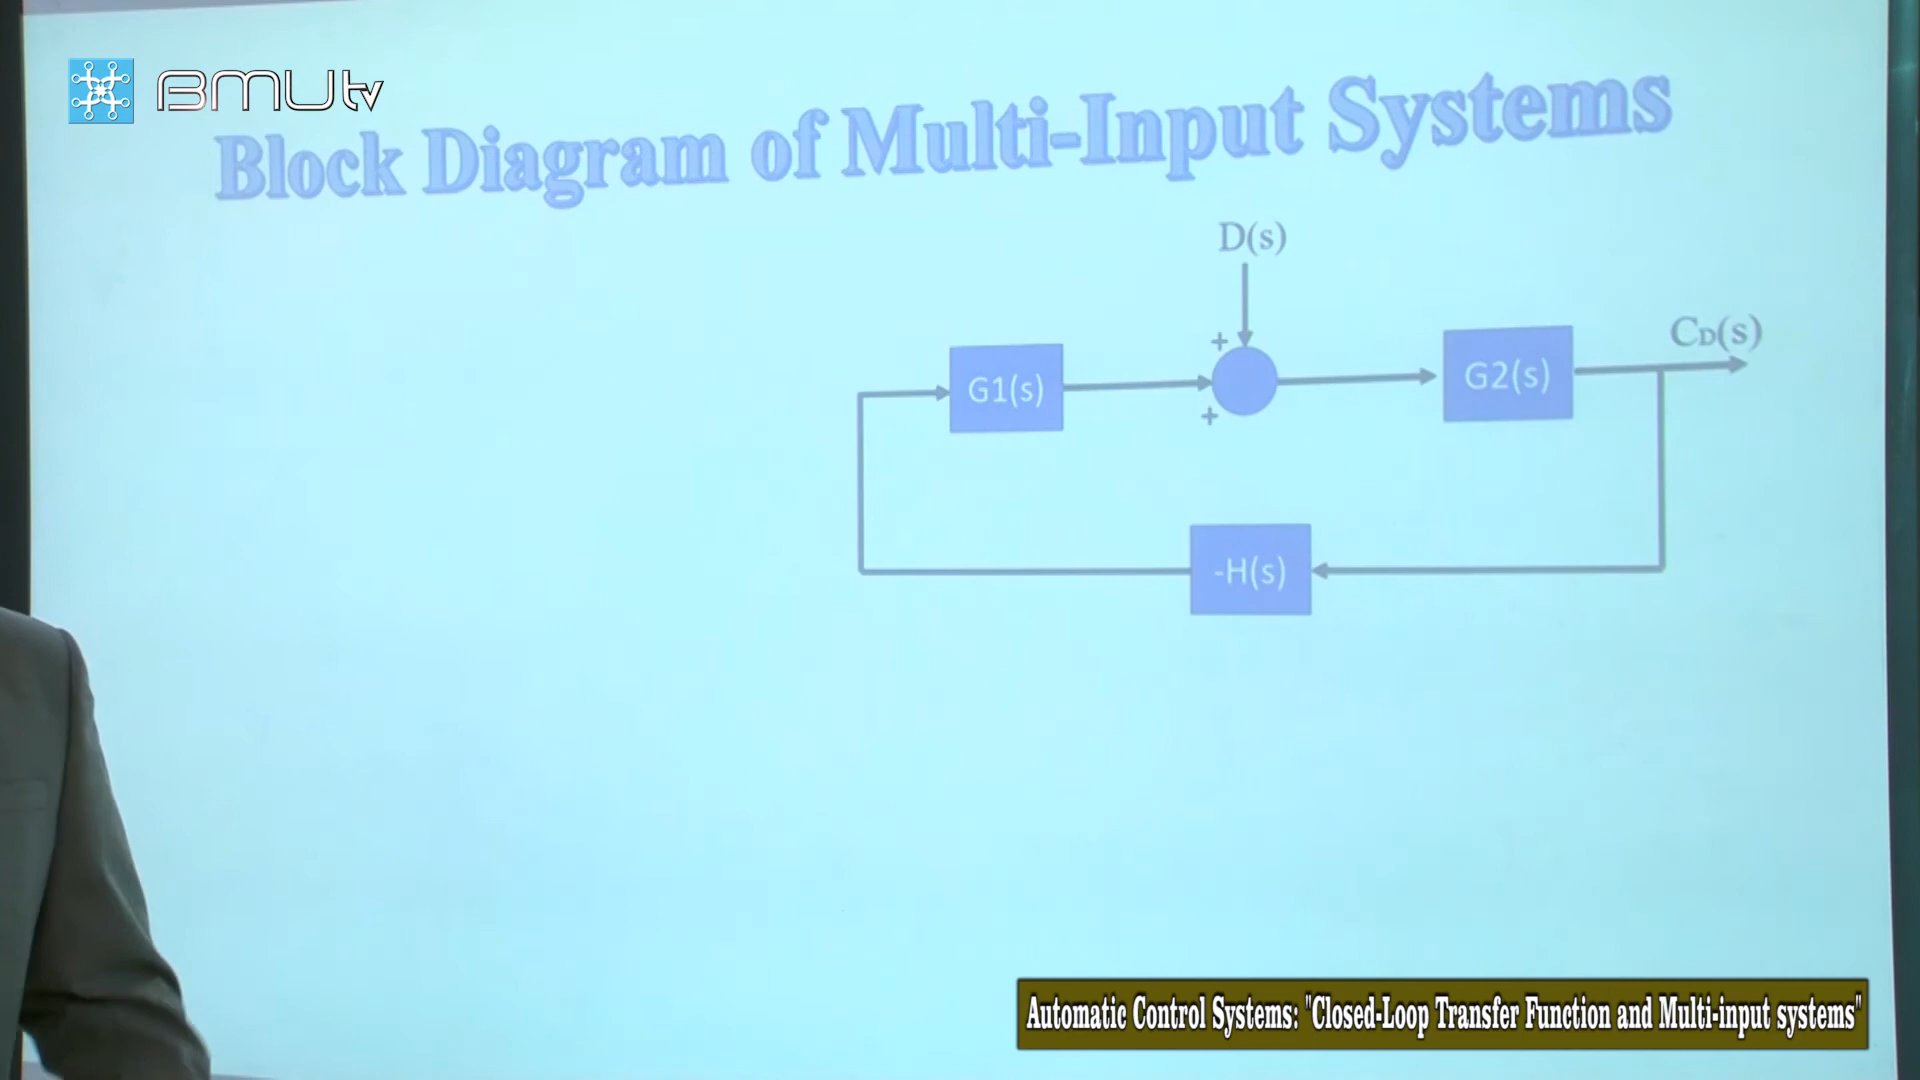 BMUtv
Block Diagram of Multi-Input Systems
D(s)
+
CD(s)
G1(s)
G2(s)
+
-H(s)
Automatic Control Systems: "Closed-Loop Transfer Function and Multi-input systems"